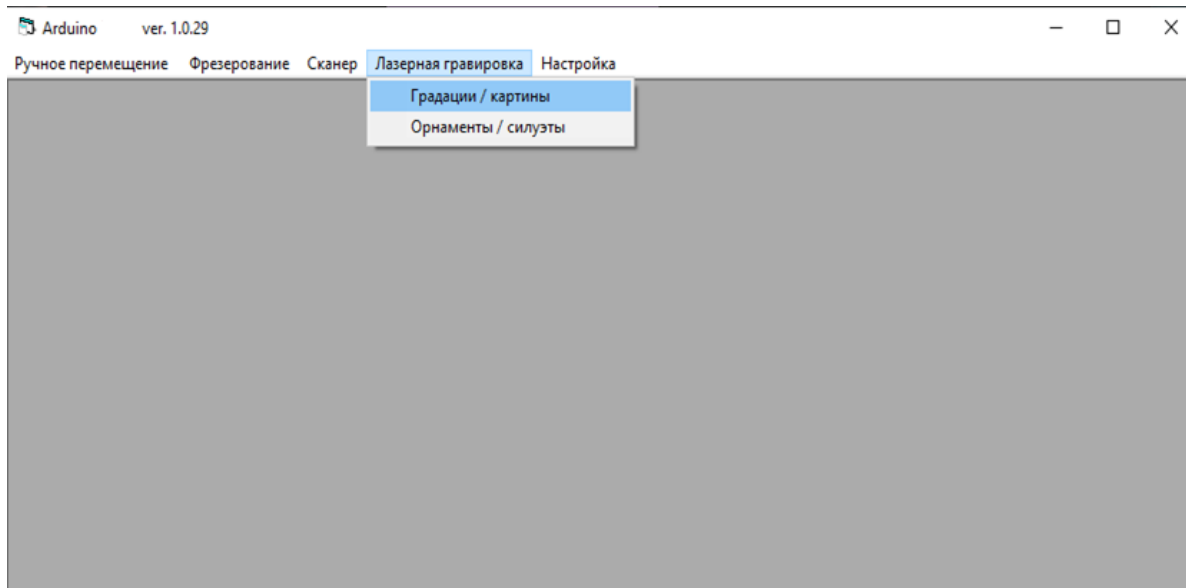 Arduino ver. 1.0.29
Ручное перемещение Фрезерование Сканер Лазерная гравировка Настройка
Градации / картины
Орнаменты / силуэты